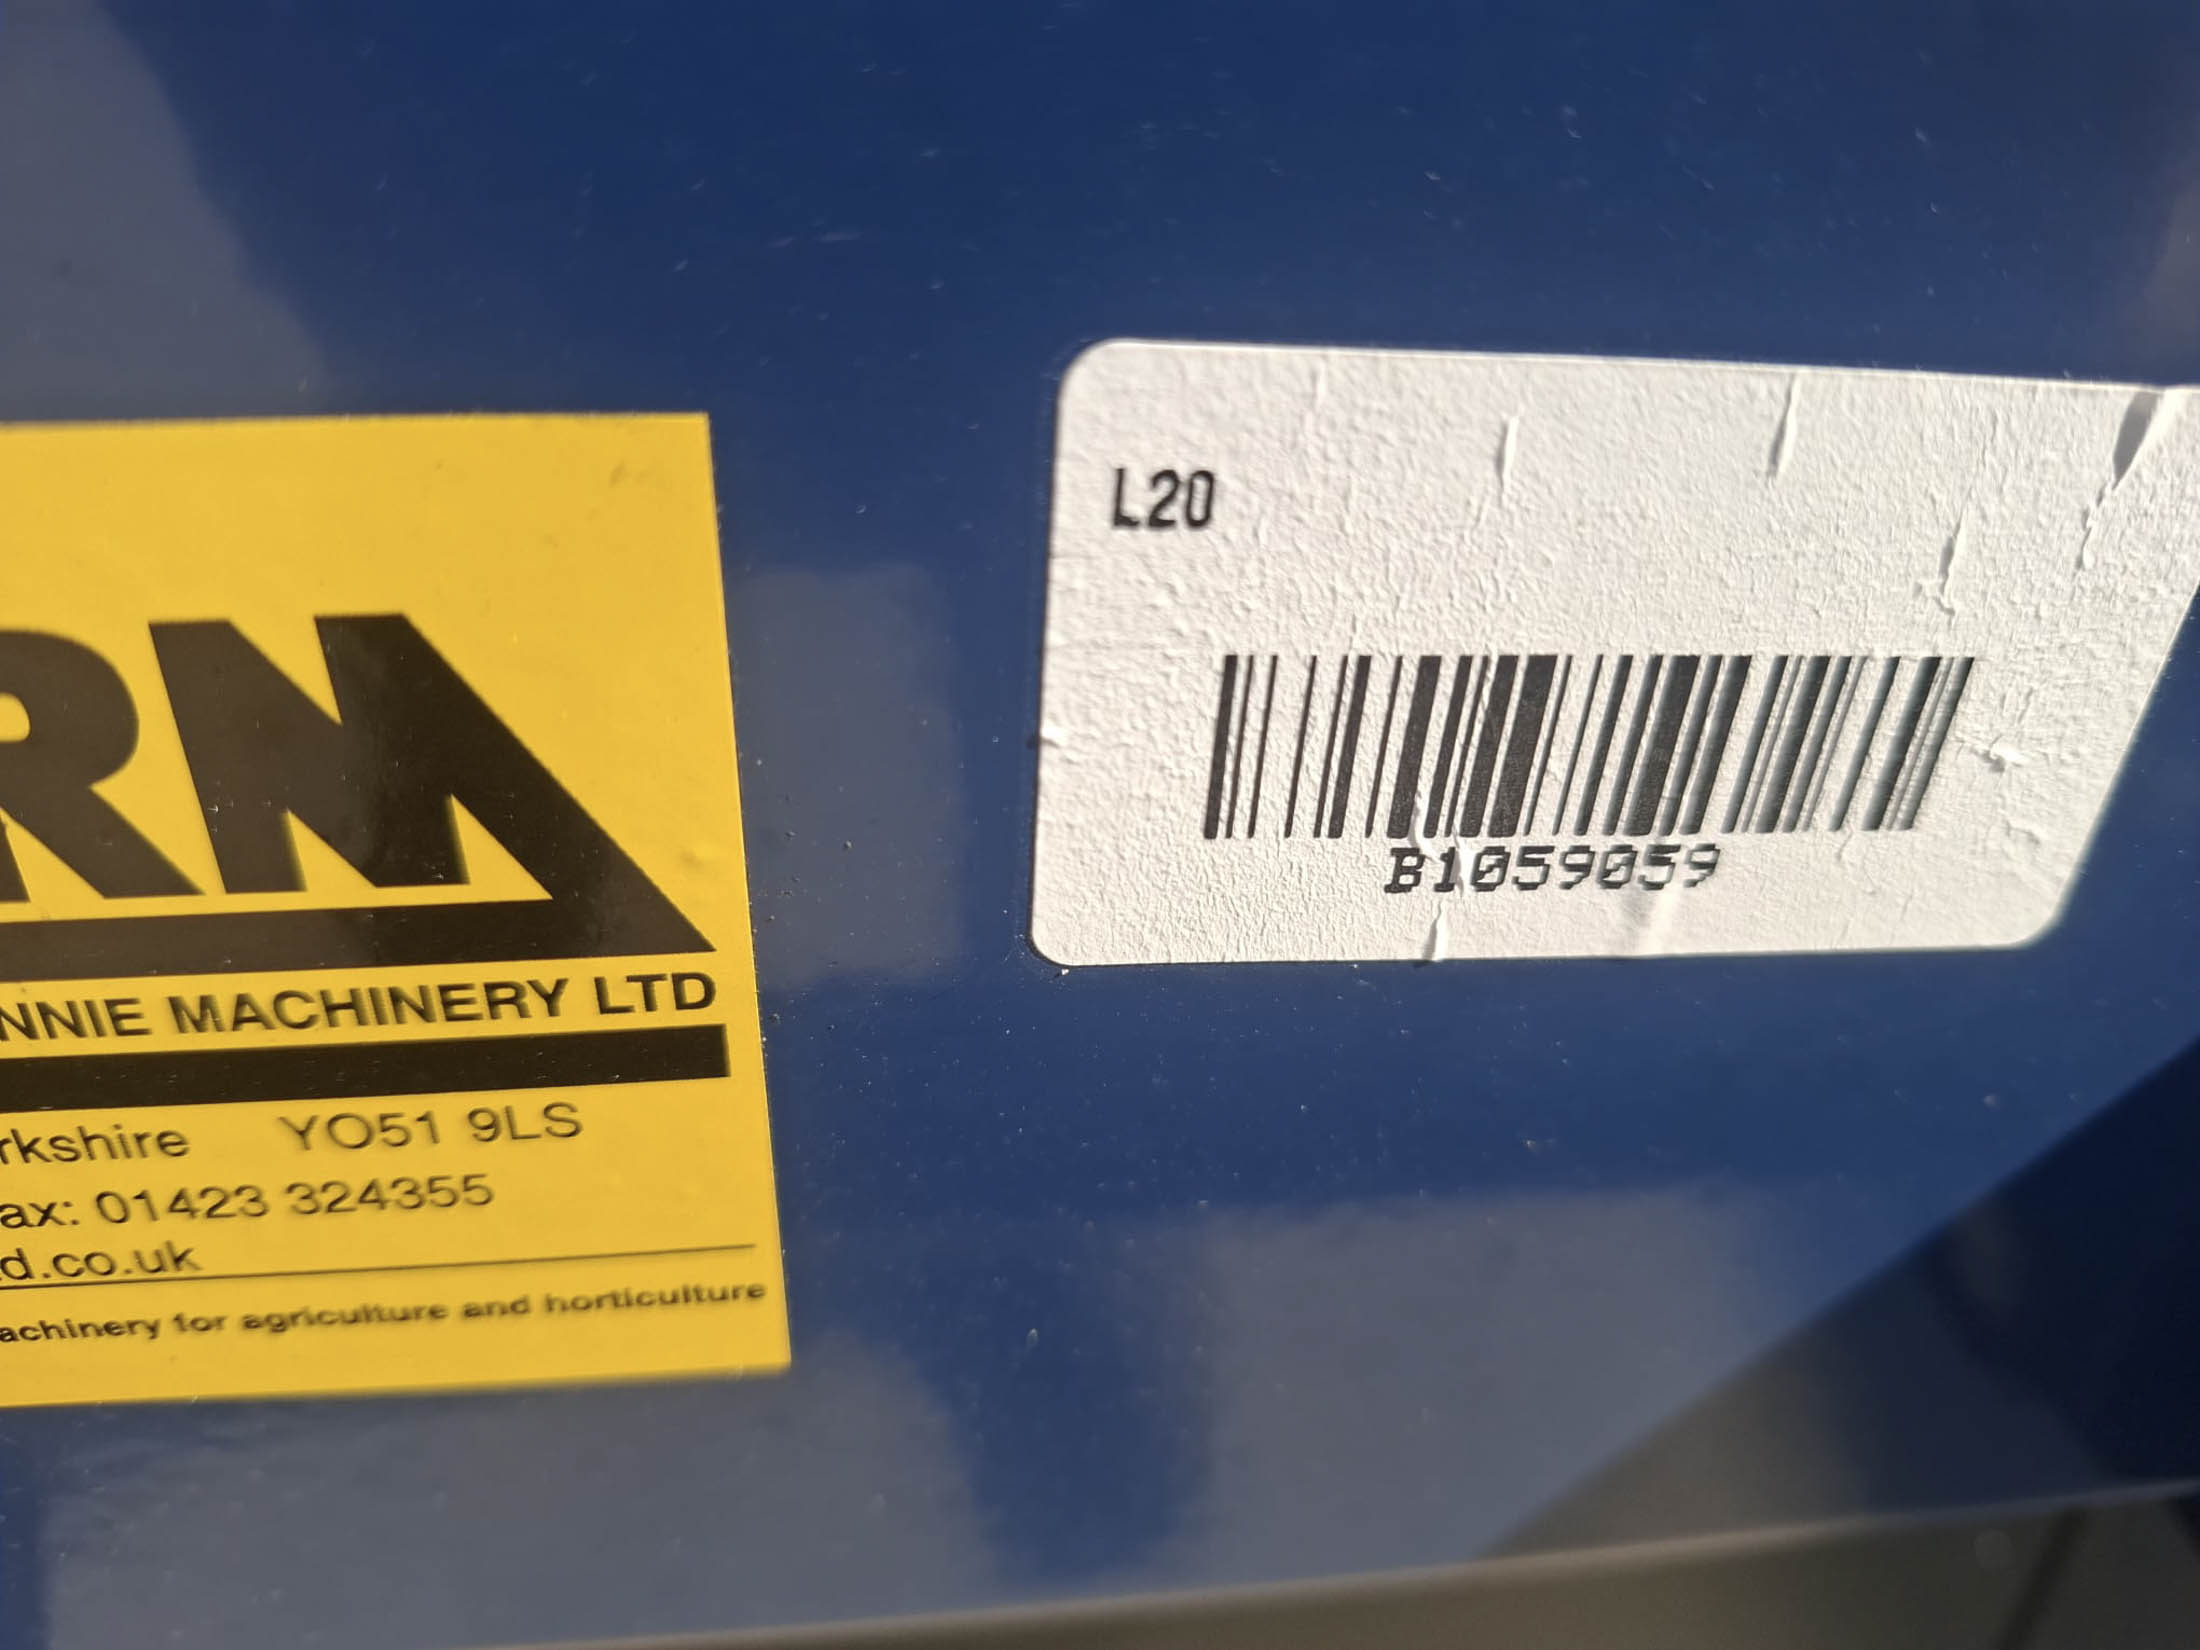 RM
NNIE MACHINERY LTD
rkshire YO51 9LS
ax: 01423 324355
d.co.uk
achinery for agriculture and horticulture
L20
B1059059